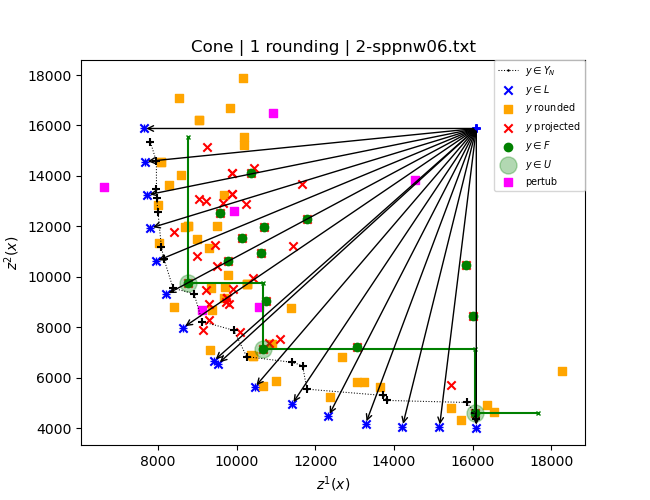 Cone | 1 rounding | 2-sppnw06.txt
18000
16000
14000
12000
10000
8000
6000
4000
z²(x)
8000 10000 12000 14000 16000 18000
z¹(x)
y ∈ Y_N
y ∈ L
y rounded
y projected
y ∈ F
y ∈ U
pertub